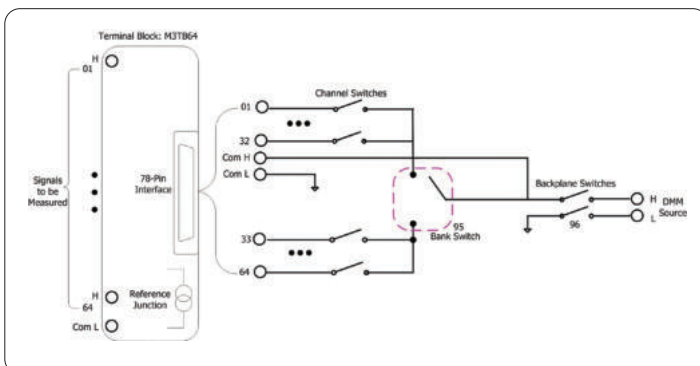 Terminal Block: M3TB64
H
01
Signals
to be
Measured
78-Pin
Interface
H
64
Reference
Junction
Com L
Channel Switches
01
32
Com H
Com L
33
64
95
Bank Switch
Backplane Switches
96
H
L
DMM
Source